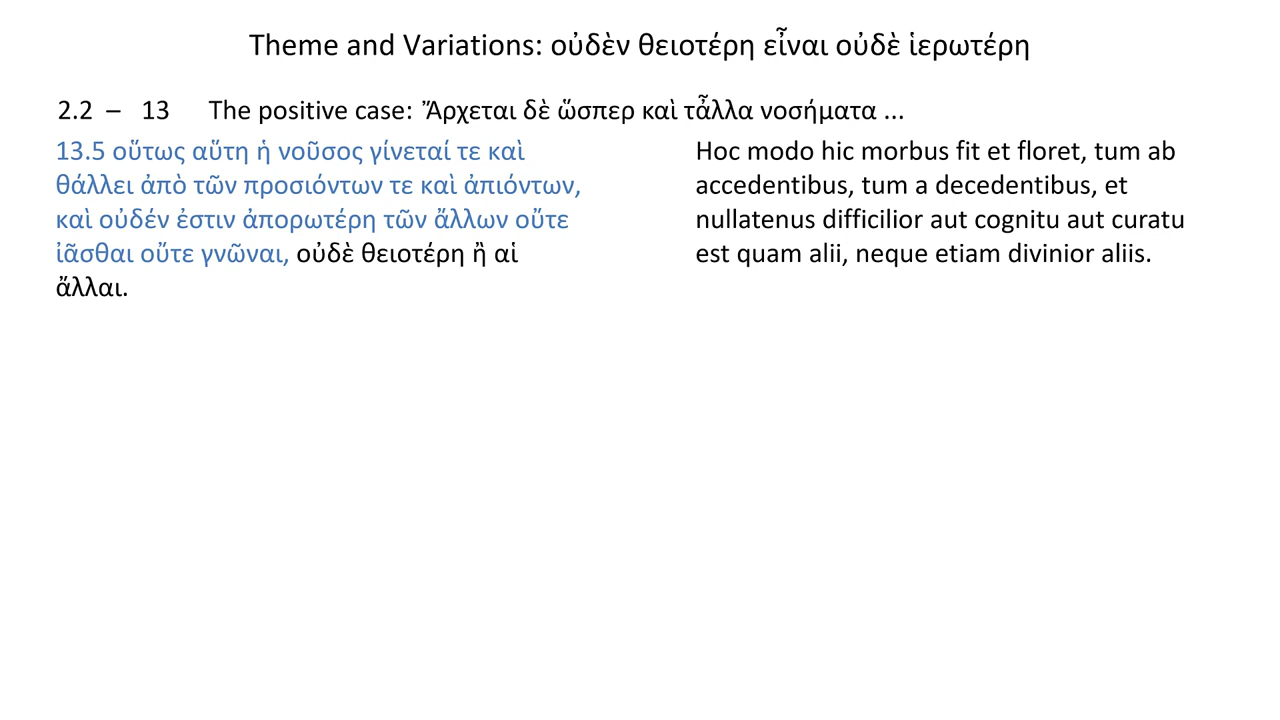 Theme and Variations: οὐδὲν θειοτέρη εἶναι οὐδὲ ἱερωτέρη
2.2 – 13 The positive case: Ἄρχεται δὲ ὥσπερ καὶ τἆλλα νοσήματα ...
13.5 οὕτως αὕτη ἡ νοῦσος γίνεταί τε καὶ
θάλλει ἀπὸ τῶν προσιόντων τε καὶ ἀπιόντων,
καὶ οὐδέν ἐστιν ἀπορωτέρη τῶν ἄλλων οὔτε
ἰᾶσθαι οὔτε γνῶναι, οὐδὲ θειοτέρη ἢ αἱ
ἄλλαι.
Hoc modo hic morbus fit et floret, tum ab
accedentibus, tum a decedentibus, et
nullatenus difficilior aut cognitu aut curatu
est quam alii, neque etiam divinior aliis.